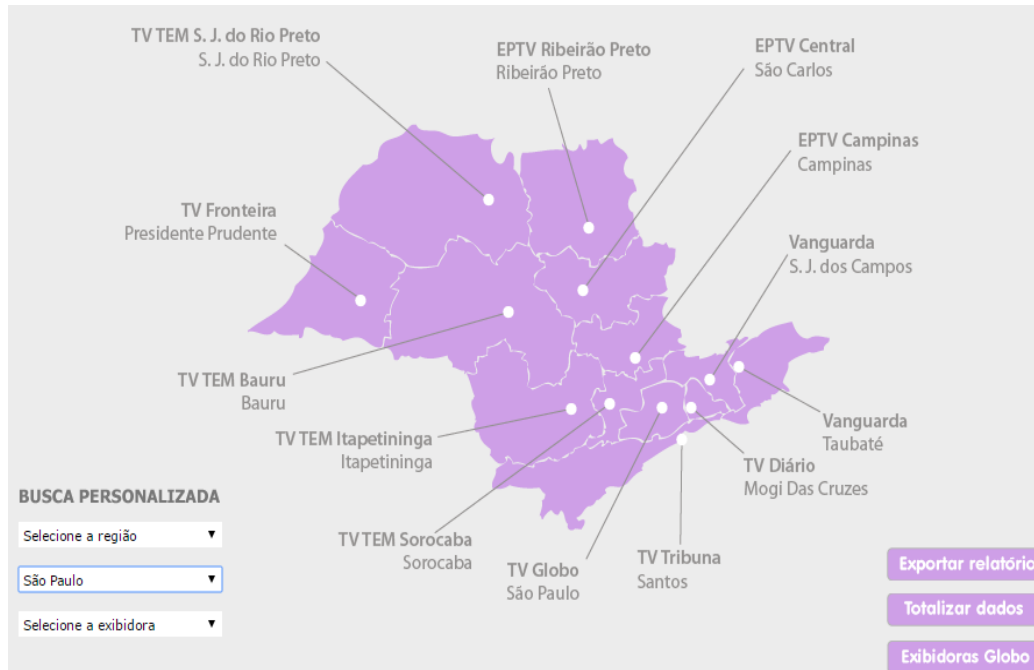 TV TEM S. J. do Rio Preto
S. J. do Rio Preto
EPTV Ribeirão Preto
Ribeirão Preto
EPTV Central
São Carlos
EPTV Campinas
Campinas
TV Fronteira
Presidente Prudente
Vanguarda
S. J. dos Campos
TV TEM Bauru
Bauru
Vanguarda
Taubaté
TV TEM Itapetininga
Itapetininga
TV Diário
Mogi Das Cruzes
TV TEM Sorocaba
Sorocaba
TV Globo
São Paulo
TV Tribuna
Santos
BUSCA PERSONALIZADA
Selecione a região
São Paulo
Selecione a exibidora
Exportar relatório
Totalizar dados
Exibidoras Globo